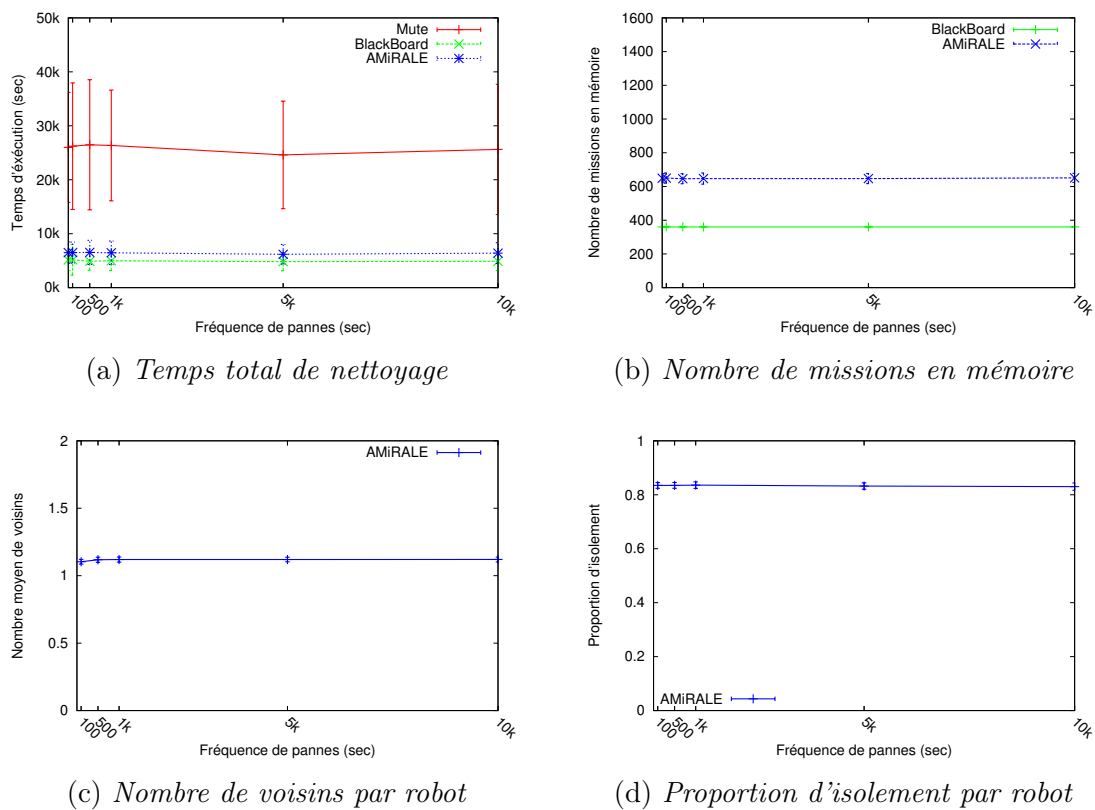 50k
40k
30k
20k
10k
0k
Temps d'éxécution (sec)
Mute
BlackBoard
AMiRALE
100
500
1k
5k
10k
Fréquence de pannes (sec)
(a) Temps total de nettoyage
1600
1400
1200
1000
800
600
400
200
0
Nombre de missions en mémoire
BlackBoard
AMiRALE
100
500
1k
5k
10k
Fréquence de pannes (sec)
(b) Nombre de missions en mémoire
2
1.5
1
0.5
0
Nombre moyen de voisins
AMiRALE
100
500
1k
5k
10k
Fréquence de pannes (sec)
(c) Nombre de voisins par robot
1
0.8
0.6
0.4
0.2
0
Proportion d'isolement
AMiRALE
100
500
1k
5k
10k
Fréquence de pannes (sec)
(d) Proportion d'isolement par robot